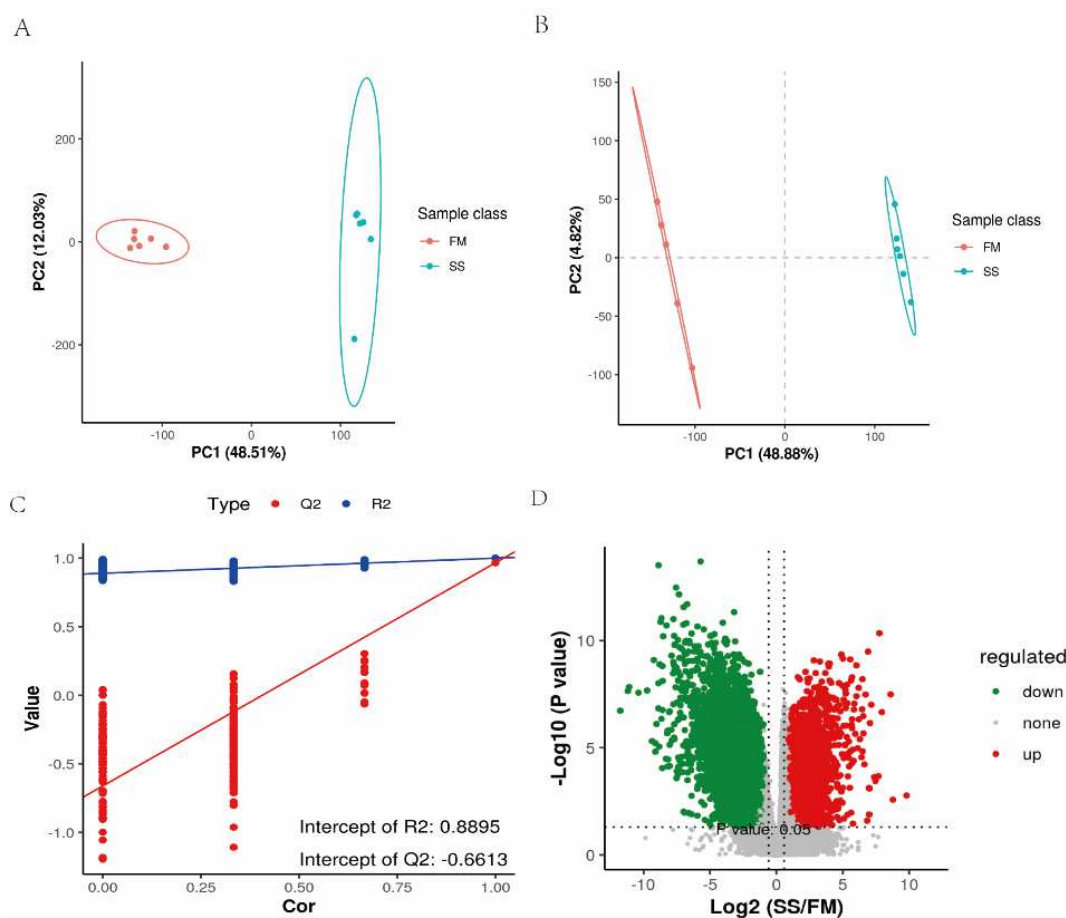 A
PC2 (12.03%)
200
0
-200
-100
0
100
PC1 (48.51%)
Sample class
FM
SS
B
PC2 (4.82%)
150
100
50
0
-50
-100
-100
0
100
PC1 (48.88%)
Sample class
FM
SS
C
Type Q2 R2
Value
1.0
0.5
0.0
-0.5
-1.0
Intercept of R2: 0.8895
Intercept of Q2: -0.6613
0.00 0.25 0.50 0.75 1.00
Cor
D
-Log10 (P value)
10
5
0
P value: 0.05
-10 -5 0 5 10
Log2 (SS/FM)
regulated
down
none
up